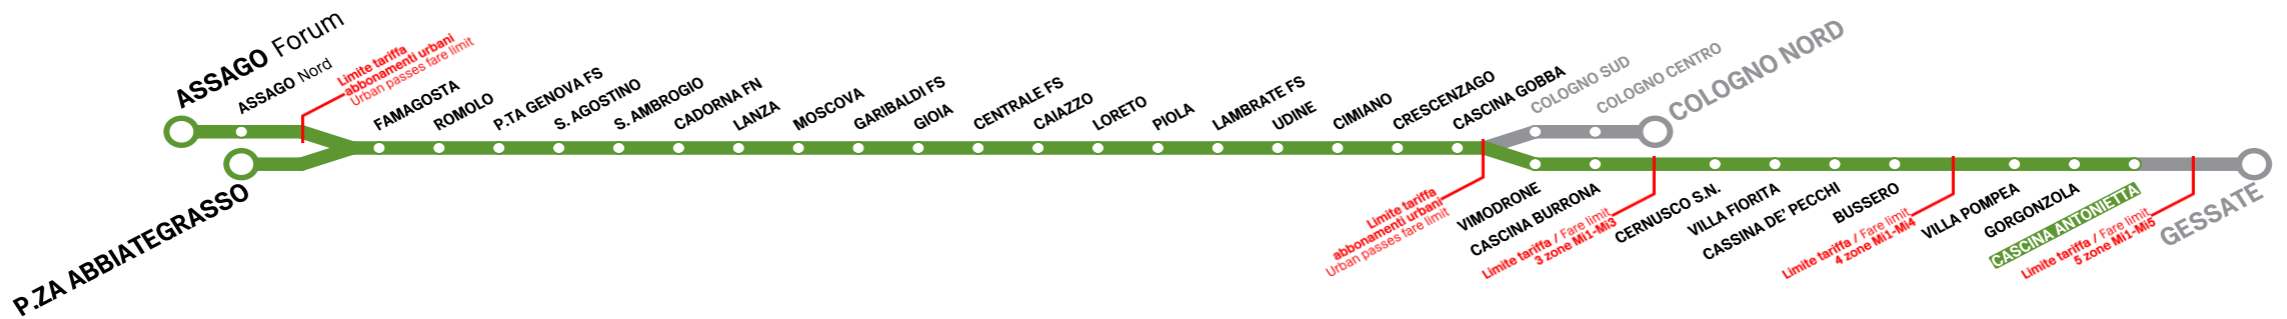 ASSAGO Forum
ASSAGO Nord
Limite tariffa
abbonamenti urbani
Urban passes fare limit
P.ZA ABBIATEGRASSO
FAMAGOSTA
ROMOLO
P.TA GENOVA FS
S. AGOSTINO
S. AMBROGIO
CADORNA FN
LANZA
MOSCOVA
GARIBALDI FS
GIOIA
CENTRALE FS
CAIAZZO
LORETO
PIOLA
LAMBRATE FS
UDINE
CIMIANO
CRESCENZAGO
CASCINA GOBBA
COLOGNO SUD
COLOGNO CENTRO
COLOGNO NORD
Limite tariffa
abbonamenti urbani
Urban passes fare limit
VIMODRONE
CASCINA BURRONA
Limite tariffa / Fare limit
3 zone Mi1-Mi3
CERNUSCO S.N.
VILLA FIORITA
CASSINA DE' PECCHI
BUSSERO
Limite tariffa / Fare limit
4 zone Mi1-Mi4
VILLA POMPEA
GORGONZOLA
CASCINA ANTONIETTA
Limite tariffa / Fare limit
5 zone Mi1-Mi5
GESSATE